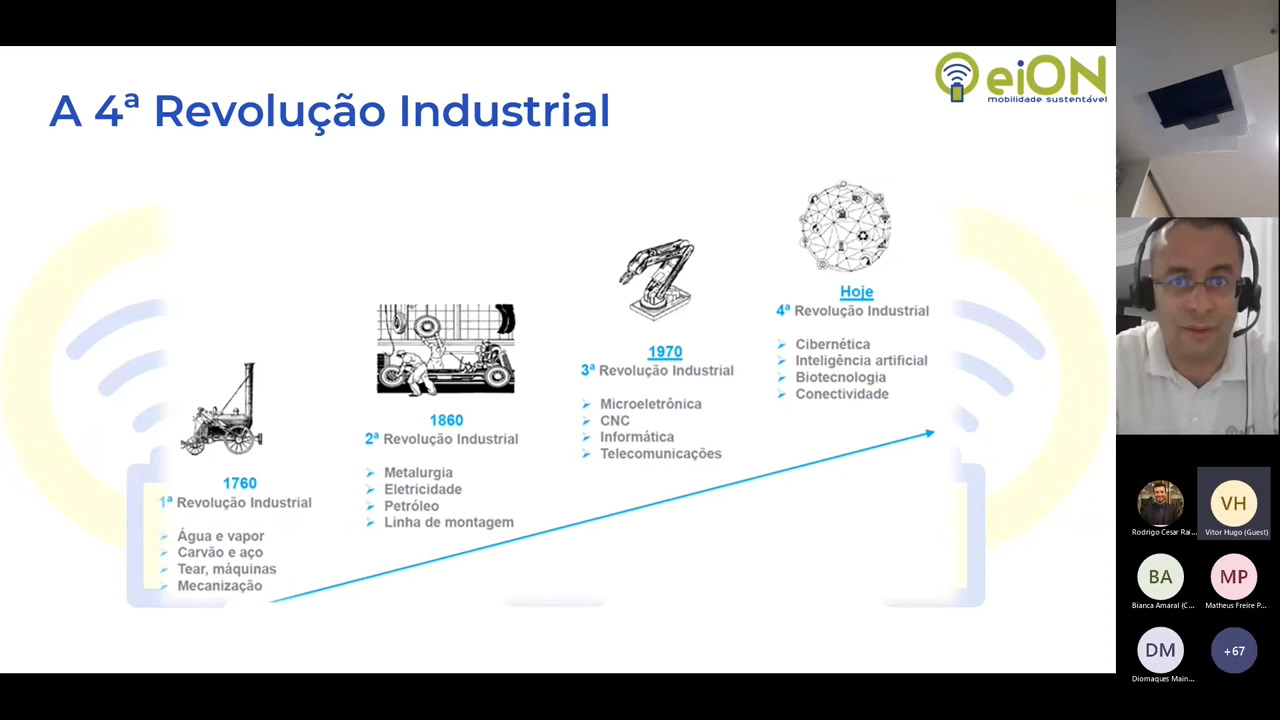 A 4ª Revolução Industrial
eiON
mobilidade sustentável
1760
1ª Revolução Industrial
Água e vapor
Carvão e aço
Tear, máquinas
Mecanização
1860
2ª Revolução Industrial
Metalurgia
Eletricidade
Petróleo
Linha de montagem
1970
3ª Revolução Industrial
Microeletrônica
CNC
Informática
Telecomunicações
Hoje
4ª Revolução Industrial
Cibernética
Inteligência artificial
Biotecnologia
Conectividade
Rodrigo Cesar Rai...
VH
Vitor Hugo (Guest)
BA
Bianca Amaral (C...
MP
Matheus Freire P...
DM
Diomaques Main...
+67